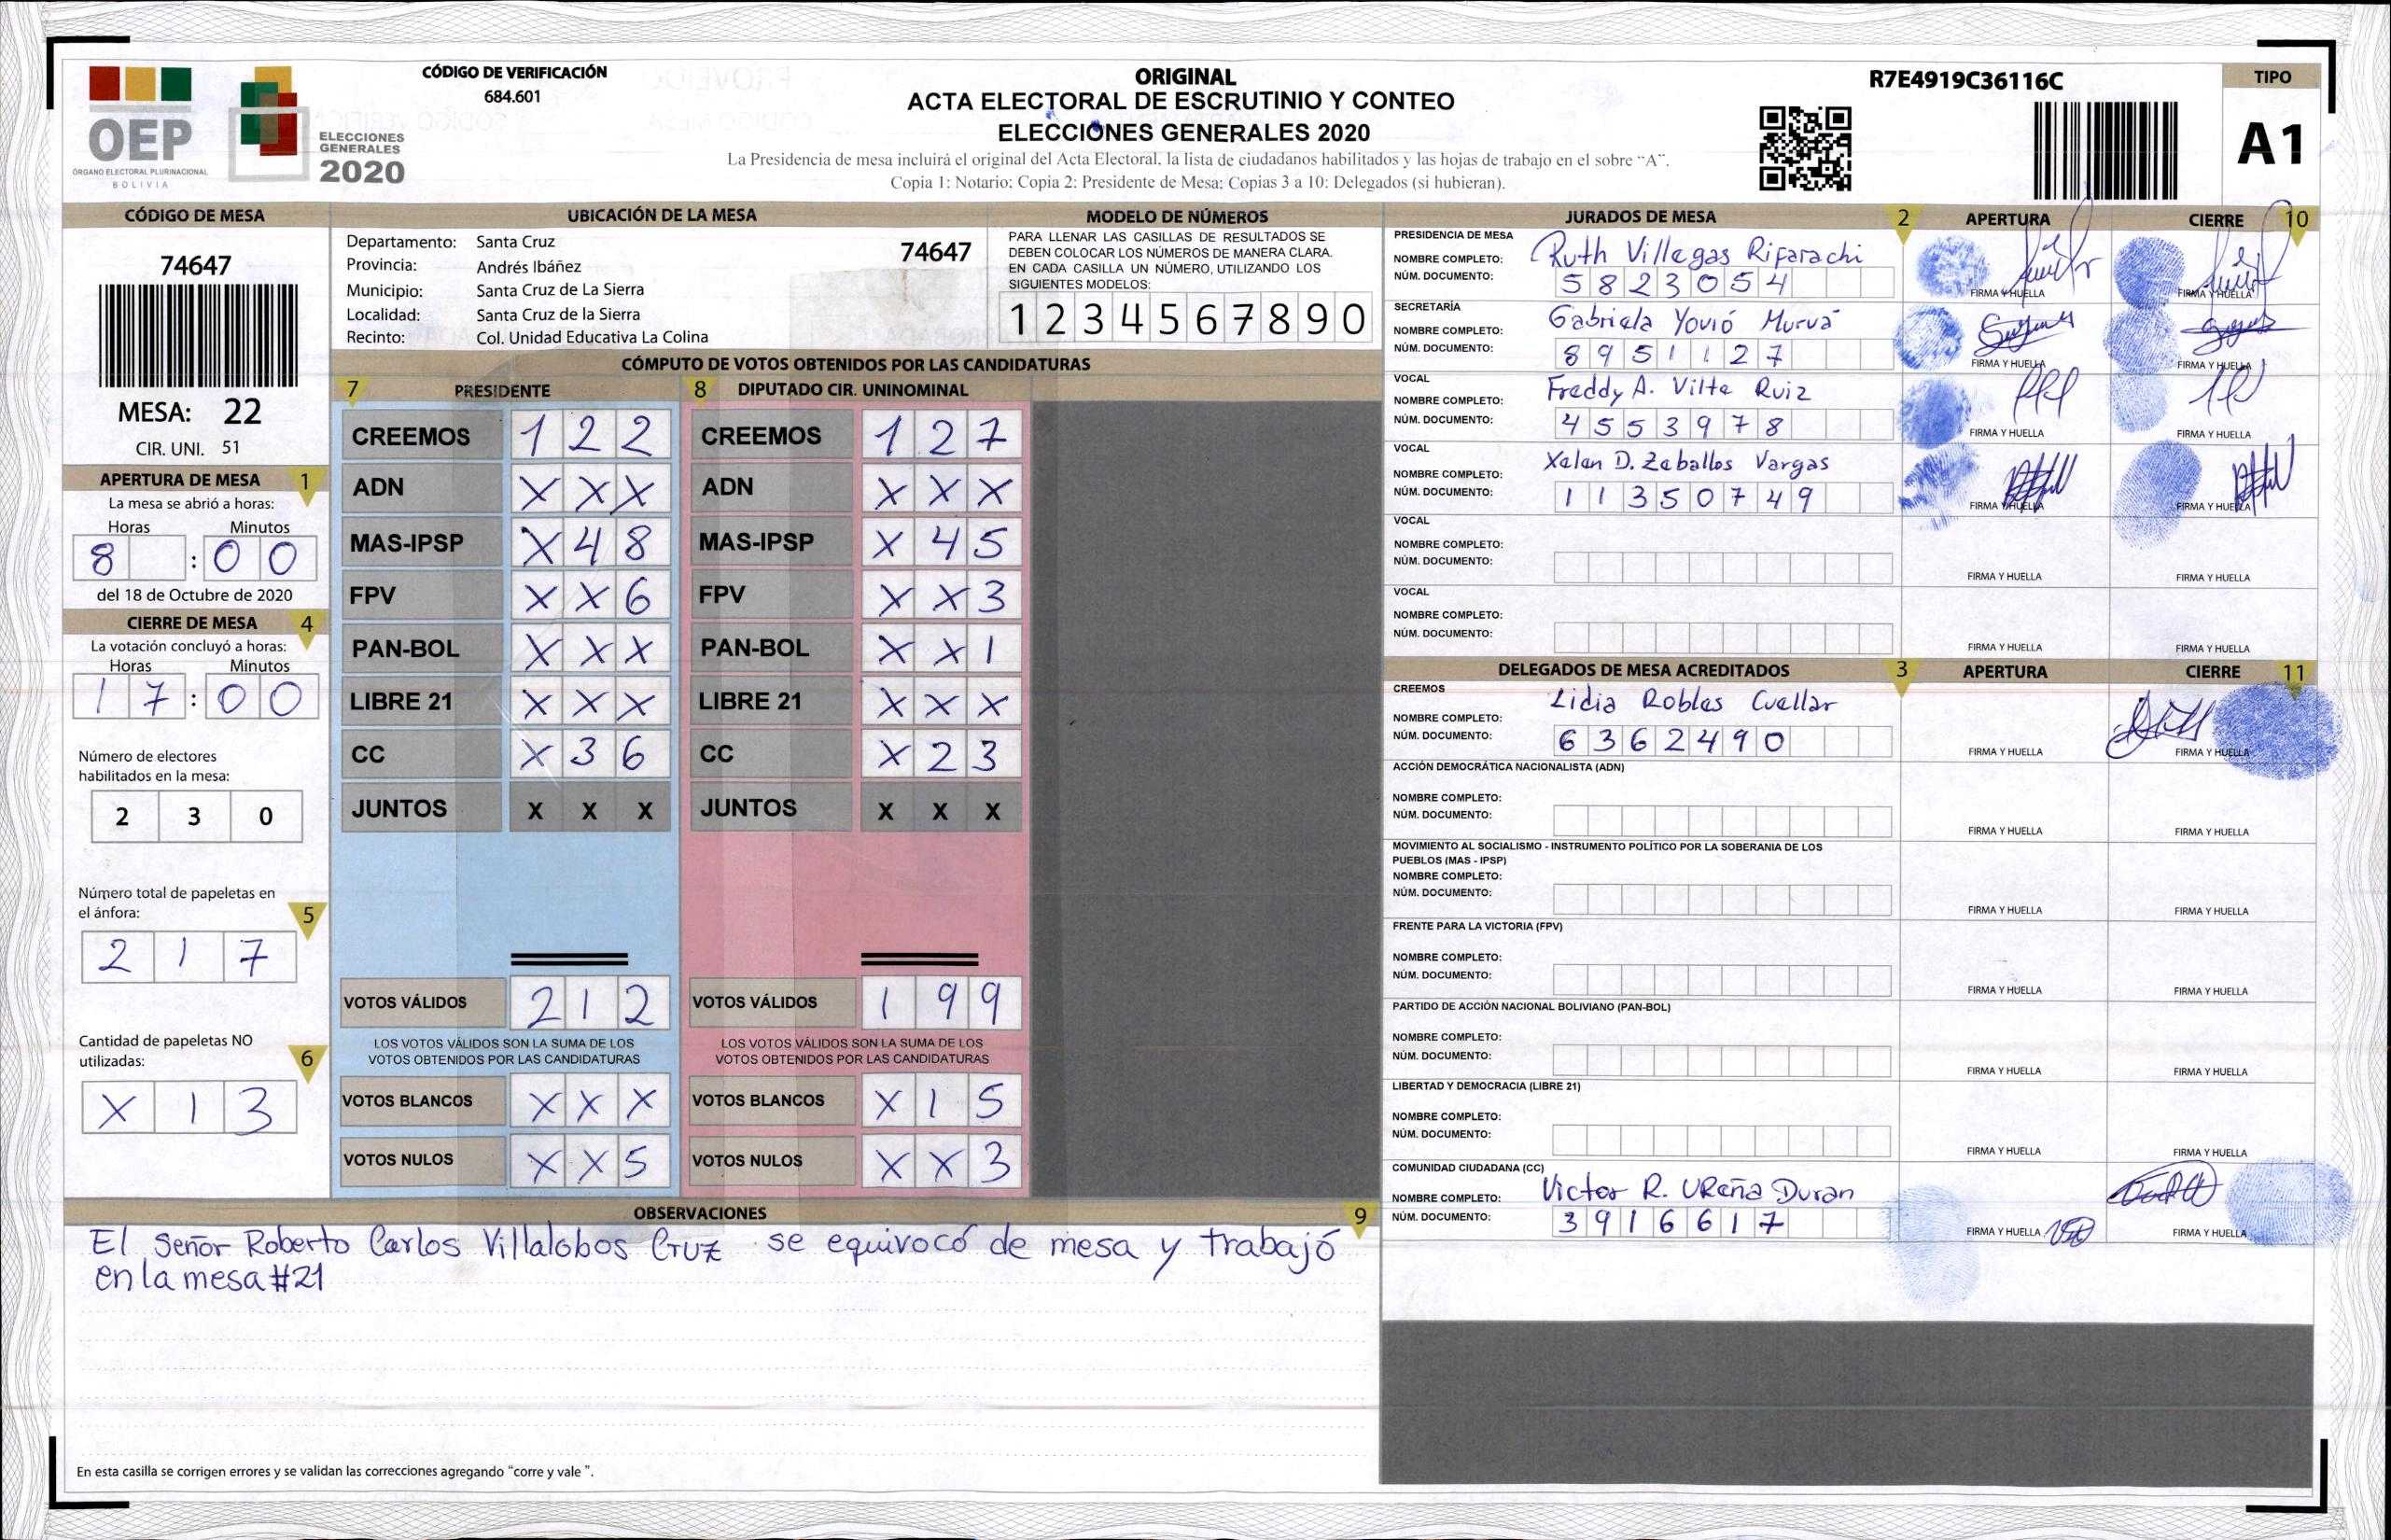 CÓDIGO DE VERIFICACIÓN
684.601
OEP
ÓRGANO ELECTORAL PLURINACIONAL
BOLIVIA
ELECCIONES
GENERALES
2020
ORIGINAL
ACTA ELECTORAL DE ESCRUTINIO Y CONTEO
ELECCIONES GENERALES 2020
La Presidencia de mesa incluirá el original del Acta Electoral, la lista de ciudadanos habilitados y las hojas de trabajo en el sobre “A”.
Copia 1: Notario; Copia 2: Presidente de Mesa; Copias 3 a 10: Delegados (si hubieran).
R7E4919C36116C
TIPO
A1
CÓDIGO DE MESA
74647
MESA: 22
CIR. UNI. 51
APERTURA DE MESA 1
La mesa se abrió a horas:
Horas Minutos
8 : 0 0
del 18 de Octubre de 2020
CIERRE DE MESA 4
La votación concluyó a horas:
Horas Minutos
1 7 : 0 0
Número de electores
habilitados en la mesa:
2 3 0
Número total de papeletas en
el ánfora: 5
2 1 7
Cantidad de papeletas NO
utilizadas: 6
X 1 3
UBICACIÓN DE LA MESA
Departamento: Santa Cruz 74647
Provincia: Andrés Ibáñez
Municipio: Santa Cruz de La Sierra
Localidad: Santa Cruz de la Sierra
Recinto: Col. Unidad Educativa La Colina
MODELO DE NÚMEROS
PARA LLENAR LAS CASILLAS DE RESULTADOS SE
DEBEN COLOCAR LOS NÚMEROS DE MANERA CLARA.
EN CADA CASILLA UN NÚMERO, UTILIZANDO LOS
SIGUIENTES MODELOS:
1 2 3 4 5 6 7 8 9 0
CÓMPUTO DE VOTOS OBTENIDOS POR LAS CANDIDATURAS
7 PRESIDENTE
CREEMOS 1 2 2
ADN X X X
MAS-IPSP X 4 8
FPV X X 6
PAN-BOL X X X
LIBRE 21 X X X
CC X 3 6
JUNTOS X X X
VOTOS VÁLIDOS 2 1 2
LOS VOTOS VÁLIDOS SON LA SUMA DE LOS
VOTOS OBTENIDOS POR LAS CANDIDATURAS
VOTOS BLANCOS X X X
VOTOS NULOS X X 5
8 DIPUTADO CIR. UNINOMINAL
CREEMOS 1 2 7
ADN X X X
MAS-IPSP X 4 5
FPV X X 3
PAN-BOL X X 1
LIBRE 21 X X X
CC X 2 3
JUNTOS X X X
VOTOS VÁLIDOS 1 9 9
LOS VOTOS VÁLIDOS SON LA SUMA DE LOS
VOTOS OBTENIDOS POR LAS CANDIDATURAS
VOTOS BLANCOS X 1 5
VOTOS NULOS X X 3
OBSERVACIONES 9
El Señor Roberto Carlos Villalobos Cruz se equivocó de mesa y trabajó
en la mesa #21
En esta casilla se corrigen errores y se validan las correcciones agregando “corre y vale ”.
JURADOS DE MESA 2 APERTURA CIERRE 10
PRESIDENCIA DE MESA
NOMBRE COMPLETO: Ruth Villegas Rifarachi
NÚM. DOCUMENTO: 5 8 2 3 0 5 4
FIRMA Y HUELLA FIRMA Y HUELLA
SECRETARÍA
NOMBRE COMPLETO: Gabriela Yovió Murva
NÚM. DOCUMENTO: 8 9 5 1 1 2 7
FIRMA Y HUELLA FIRMA Y HUELLA
VOCAL
NOMBRE COMPLETO: Freddy A. Vilte Ruiz
NÚM. DOCUMENTO: 4 5 5 3 9 7 8
FIRMA Y HUELLA FIRMA Y HUELLA
VOCAL
NOMBRE COMPLETO: Xelen D. Zeballos Vargas
NÚM. DOCUMENTO: 1 1 3 5 0 7 4 9
FIRMA Y HUELLA FIRMA Y HUELLA
VOCAL
NOMBRE COMPLETO:
NÚM. DOCUMENTO:
FIRMA Y HUELLA FIRMA Y HUELLA
VOCAL
NOMBRE COMPLETO:
NÚM. DOCUMENTO:
FIRMA Y HUELLA FIRMA Y HUELLA
DELEGADOS DE MESA ACREDITADOS 3 APERTURA CIERRE 11
CREEMOS
NOMBRE COMPLETO: Lidia Robles Cuellar
NÚM. DOCUMENTO: 6 3 6 2 4 9 0
FIRMA Y HUELLA FIRMA Y HUELLA
ACCIÓN DEMOCRÁTICA NACIONALISTA (ADN)
NOMBRE COMPLETO:
NÚM. DOCUMENTO:
FIRMA Y HUELLA FIRMA Y HUELLA
MOVIMIENTO AL SOCIALISMO - INSTRUMENTO POLÍTICO POR LA SOBERANIA DE LOS
PUEBLOS (MAS - IPSP)
NOMBRE COMPLETO:
NÚM. DOCUMENTO:
FIRMA Y HUELLA FIRMA Y HUELLA
FRENTE PARA LA VICTORIA (FPV)
NOMBRE COMPLETO:
NÚM. DOCUMENTO:
FIRMA Y HUELLA FIRMA Y HUELLA
PARTIDO DE ACCIÓN NACIONAL BOLIVIANO (PAN-BOL)
NOMBRE COMPLETO:
NÚM. DOCUMENTO:
FIRMA Y HUELLA FIRMA Y HUELLA
LIBERTAD Y DEMOCRACIA (LIBRE 21)
NOMBRE COMPLETO:
NÚM. DOCUMENTO:
FIRMA Y HUELLA FIRMA Y HUELLA
COMUNIDAD CIUDADANA (CC)
NOMBRE COMPLETO: Victor R. UReña Duran
NÚM. DOCUMENTO: 3 9 1 6 6 1 7
FIRMA Y HUELLA FIRMA Y HUELLA